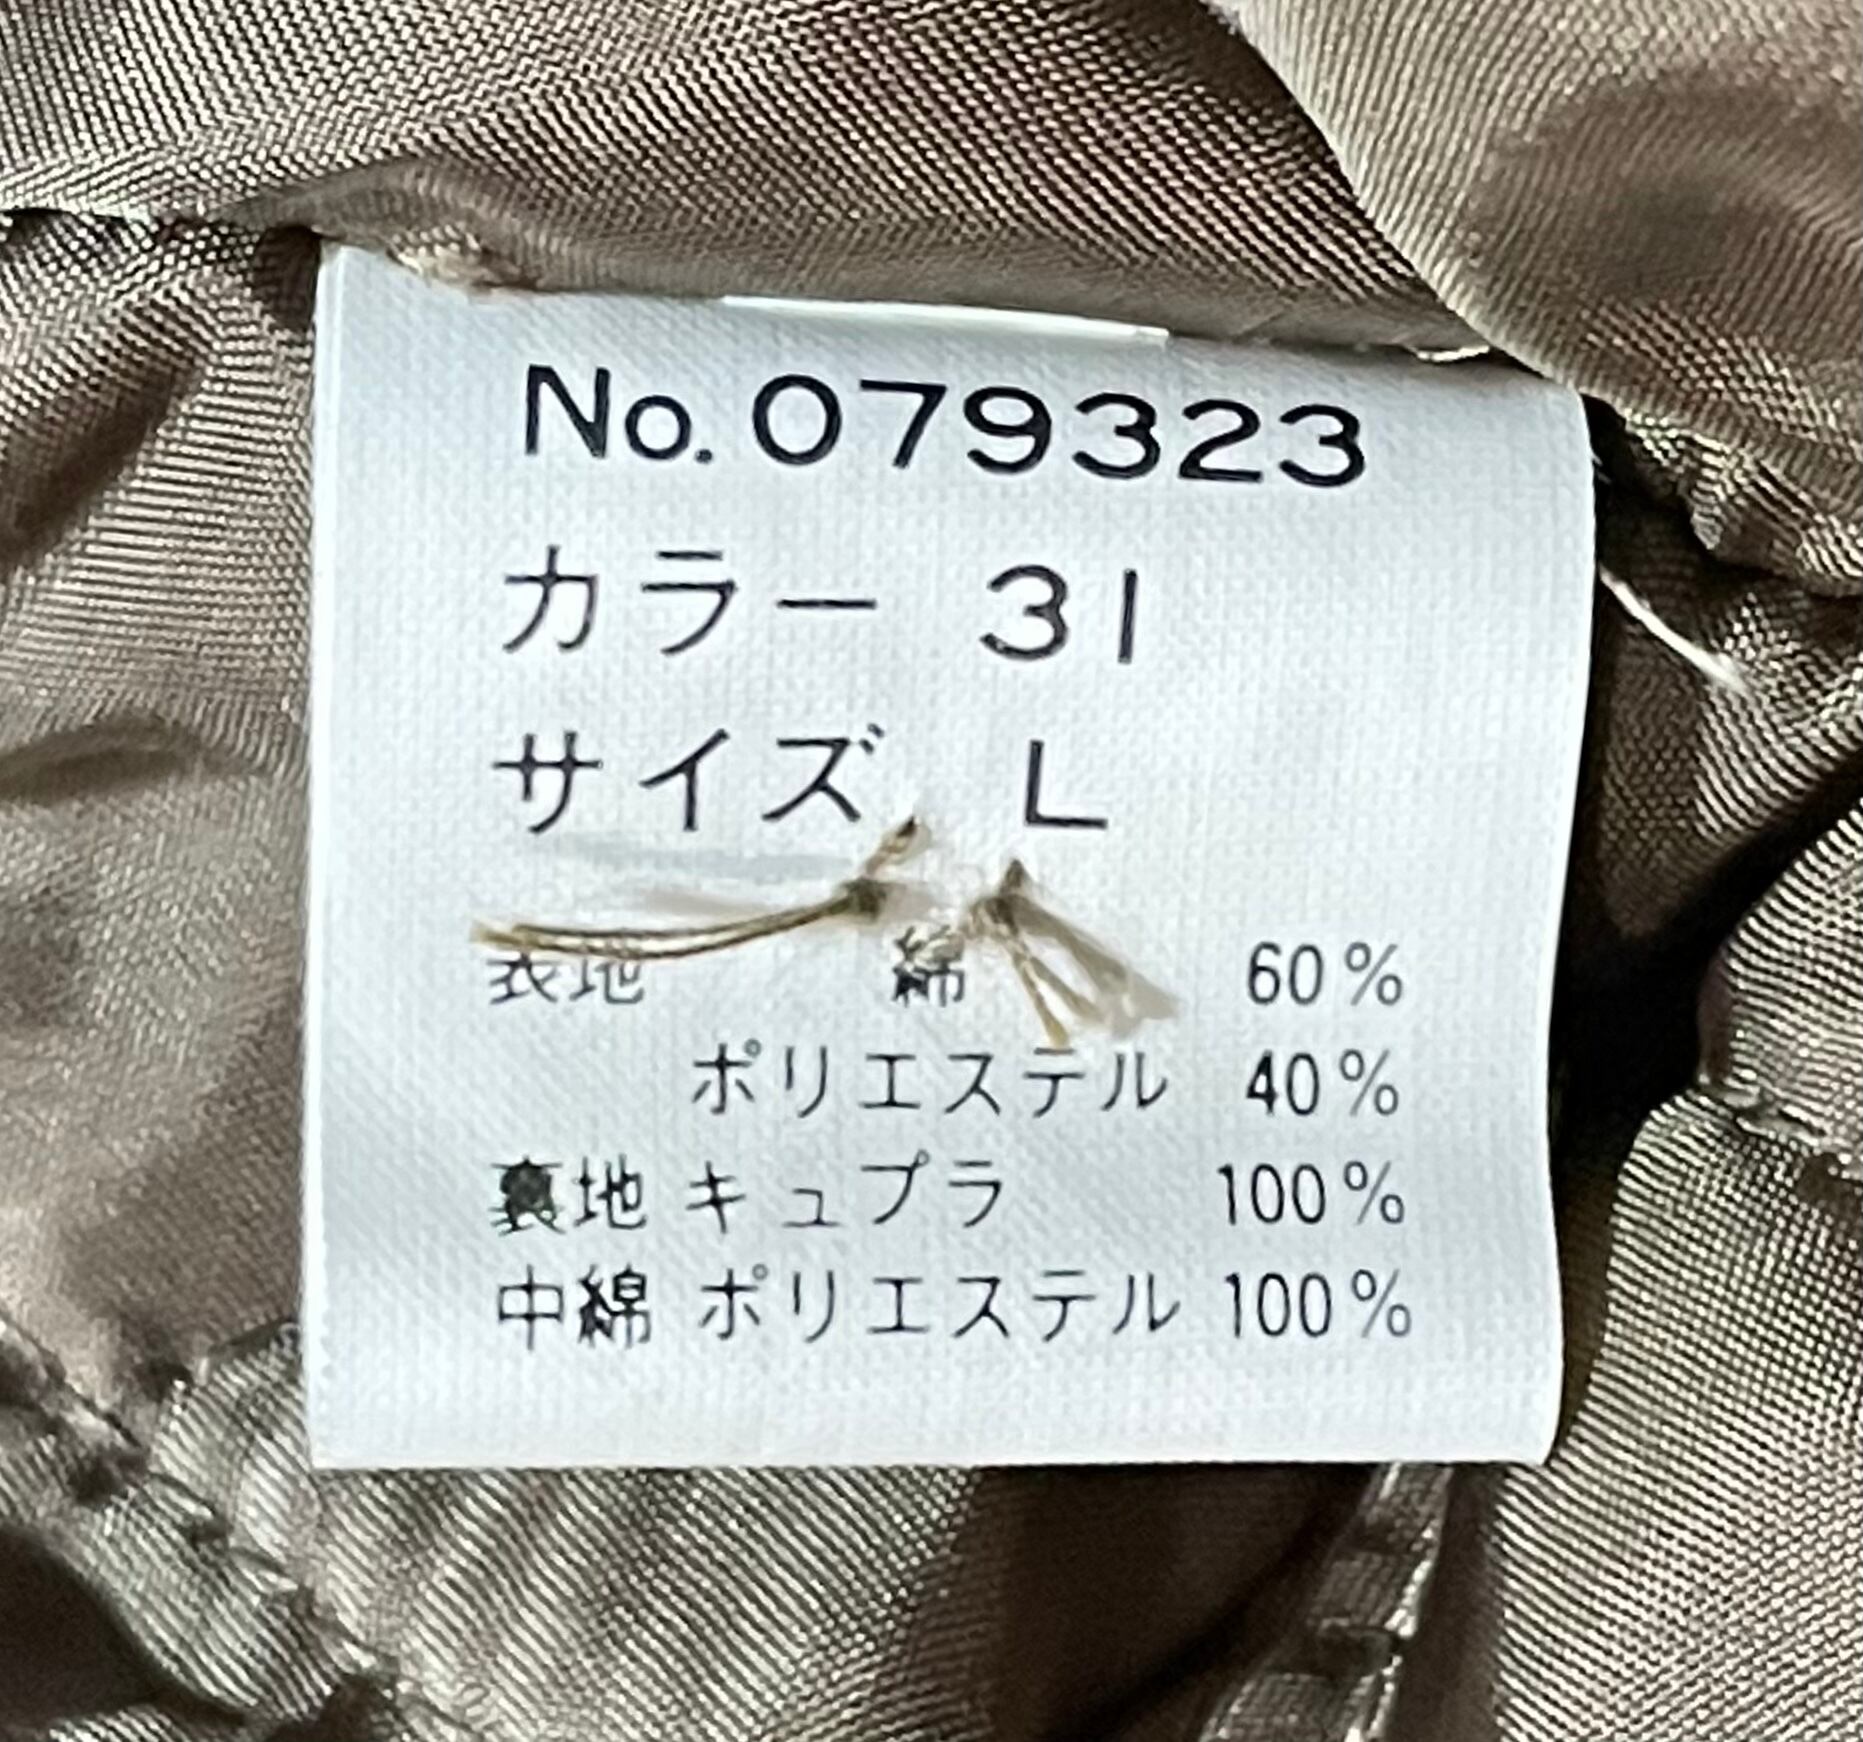 No. 079323
カラー 31
サイズ L
表地 綿 60%
ポリエステル 40%
裏地 キュプラ 100%
中綿 ポリエステル 100%